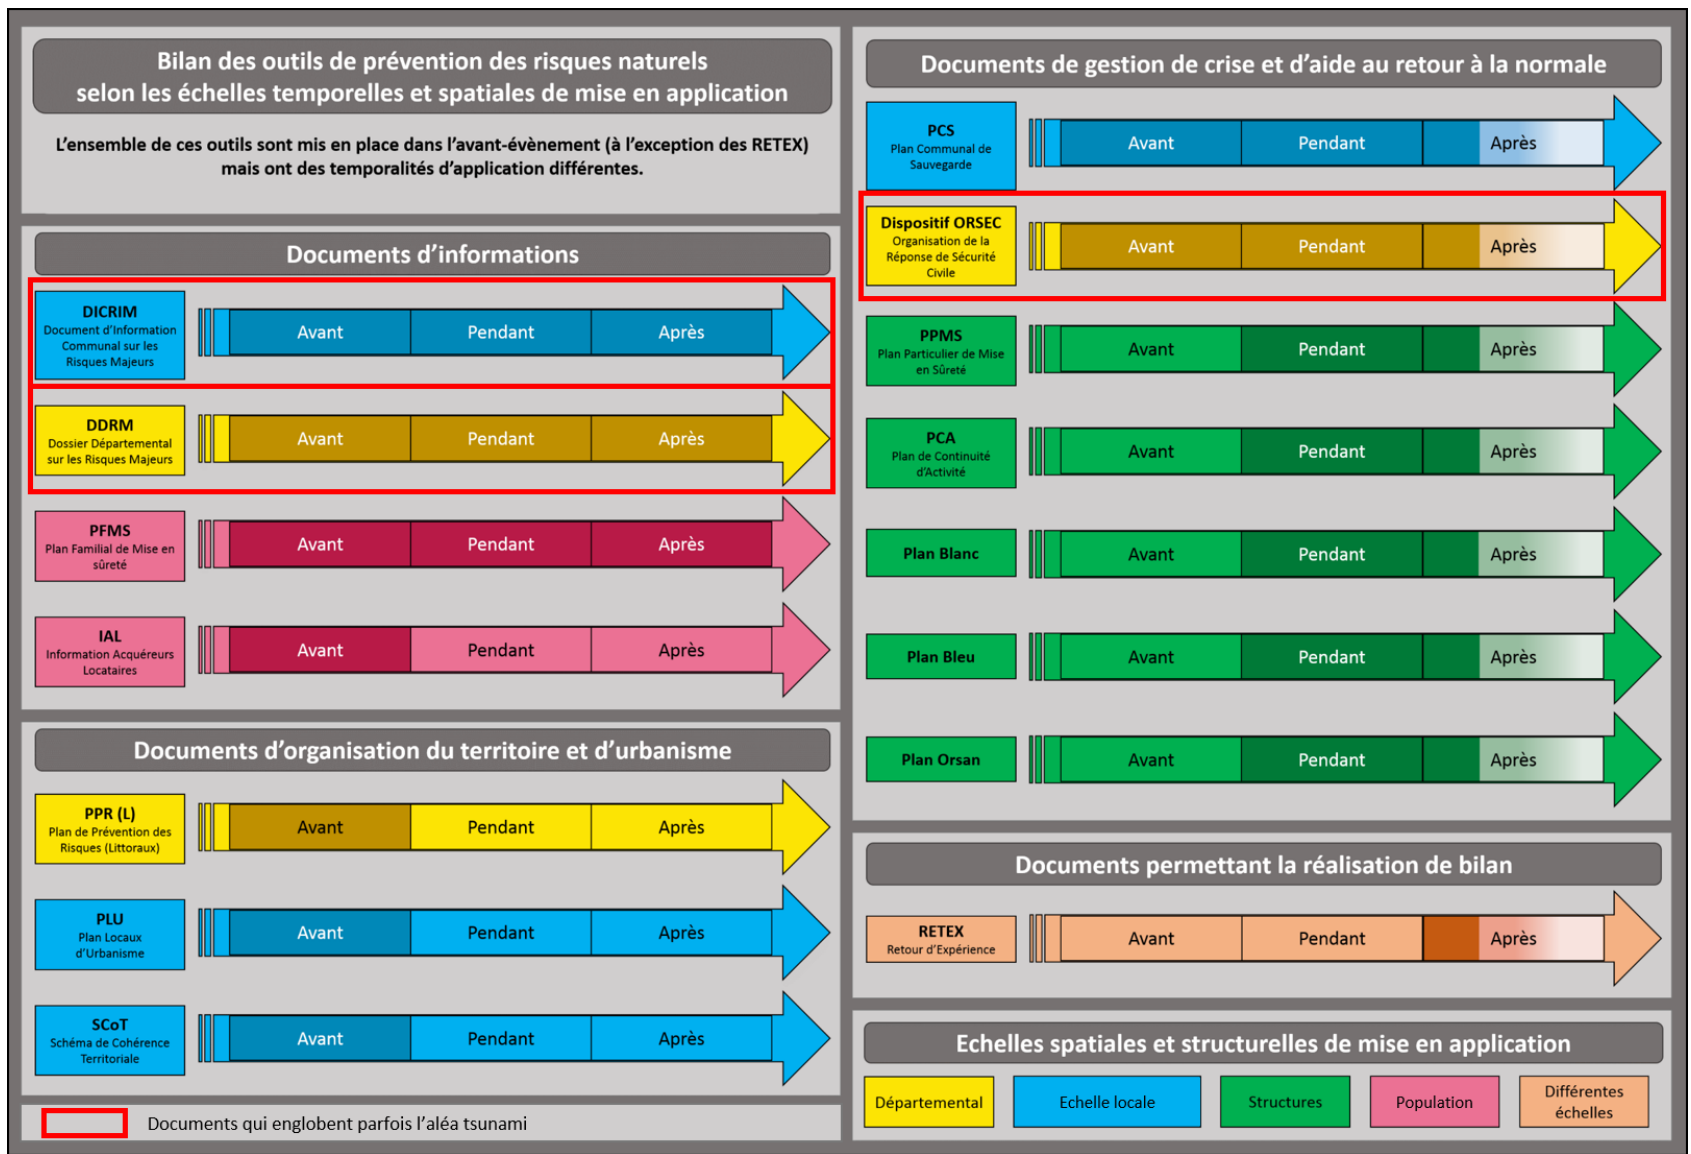 Bilan des outils de prévention des risques naturels
selon les échelles temporelles et spatiales de mise en application
L'ensemble de ces outils sont mis en place dans l'avant-évènement (à l'exception des RETEX)
mais ont des temporalités d'application différentes.
Documents d'informations
DICRIM
Document d'Information
Communal sur les
Risques Majeurs
Avant
Pendant
Après
DDRM
Dossier Départemental
sur les Risques Majeurs
Avant
Pendant
Après
PFMS
Plan Familial de Mise en
sûreté
Avant
Pendant
Après
IAL
Information Acquéreurs
Locataires
Avant
Pendant
Après
Documents d'organisation du territoire et d'urbanisme
PPR (L)
Plan de Prévention des
Risques (Littoraux)
Avant
Pendant
Après
PLU
Plan Locaux
d'Urbanisme
Avant
Pendant
Après
SCoT
Schéma de Cohérence
Territoriale
Avant
Pendant
Après
Documents qui englobent parfois l'aléa tsunami
Documents de gestion de crise et d'aide au retour à la normale
PCS
Plan Communal de
Sauvegarde
Avant
Pendant
Après
Dispositif ORSEC
Organisation de la
Réponse de Sécurité
Civile
Avant
Pendant
Après
PPMS
Plan Particulier de Mise
en Sûreté
Avant
Pendant
Après
PCA
Plan de Continuité
d'Activité
Avant
Pendant
Après
Plan Blanc
Avant
Pendant
Après
Plan Bleu
Avant
Pendant
Après
Plan Orsan
Avant
Pendant
Après
Documents permettant la réalisation de bilan
RETEX
Retour d'Expérience
Avant
Pendant
Après
Echelles spatiales et structurelles de mise en application
Départemental
Echelle locale
Structures
Population
Différentes
échelles